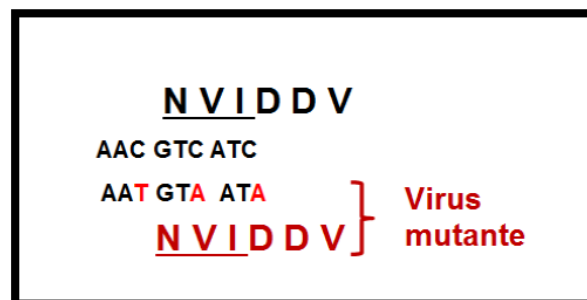 N V I D D V
AAC GTC ATC
AAT GTA ATA
N V I D D V
Virus
mutante